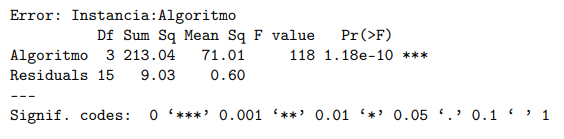 Error: Instancia:Algoritmo
Df Sum Sq Mean Sq F value Pr(>F)
Algoritmo 3 213.04 71.01 118 1.18e-10 ***
Residuals 15 9.03 0.60
---
Signif. codes: 0 ‘***’ 0.001 ‘**’ 0.01 ‘*’ 0.05 ‘.’ 0.1 ‘ ’ 1